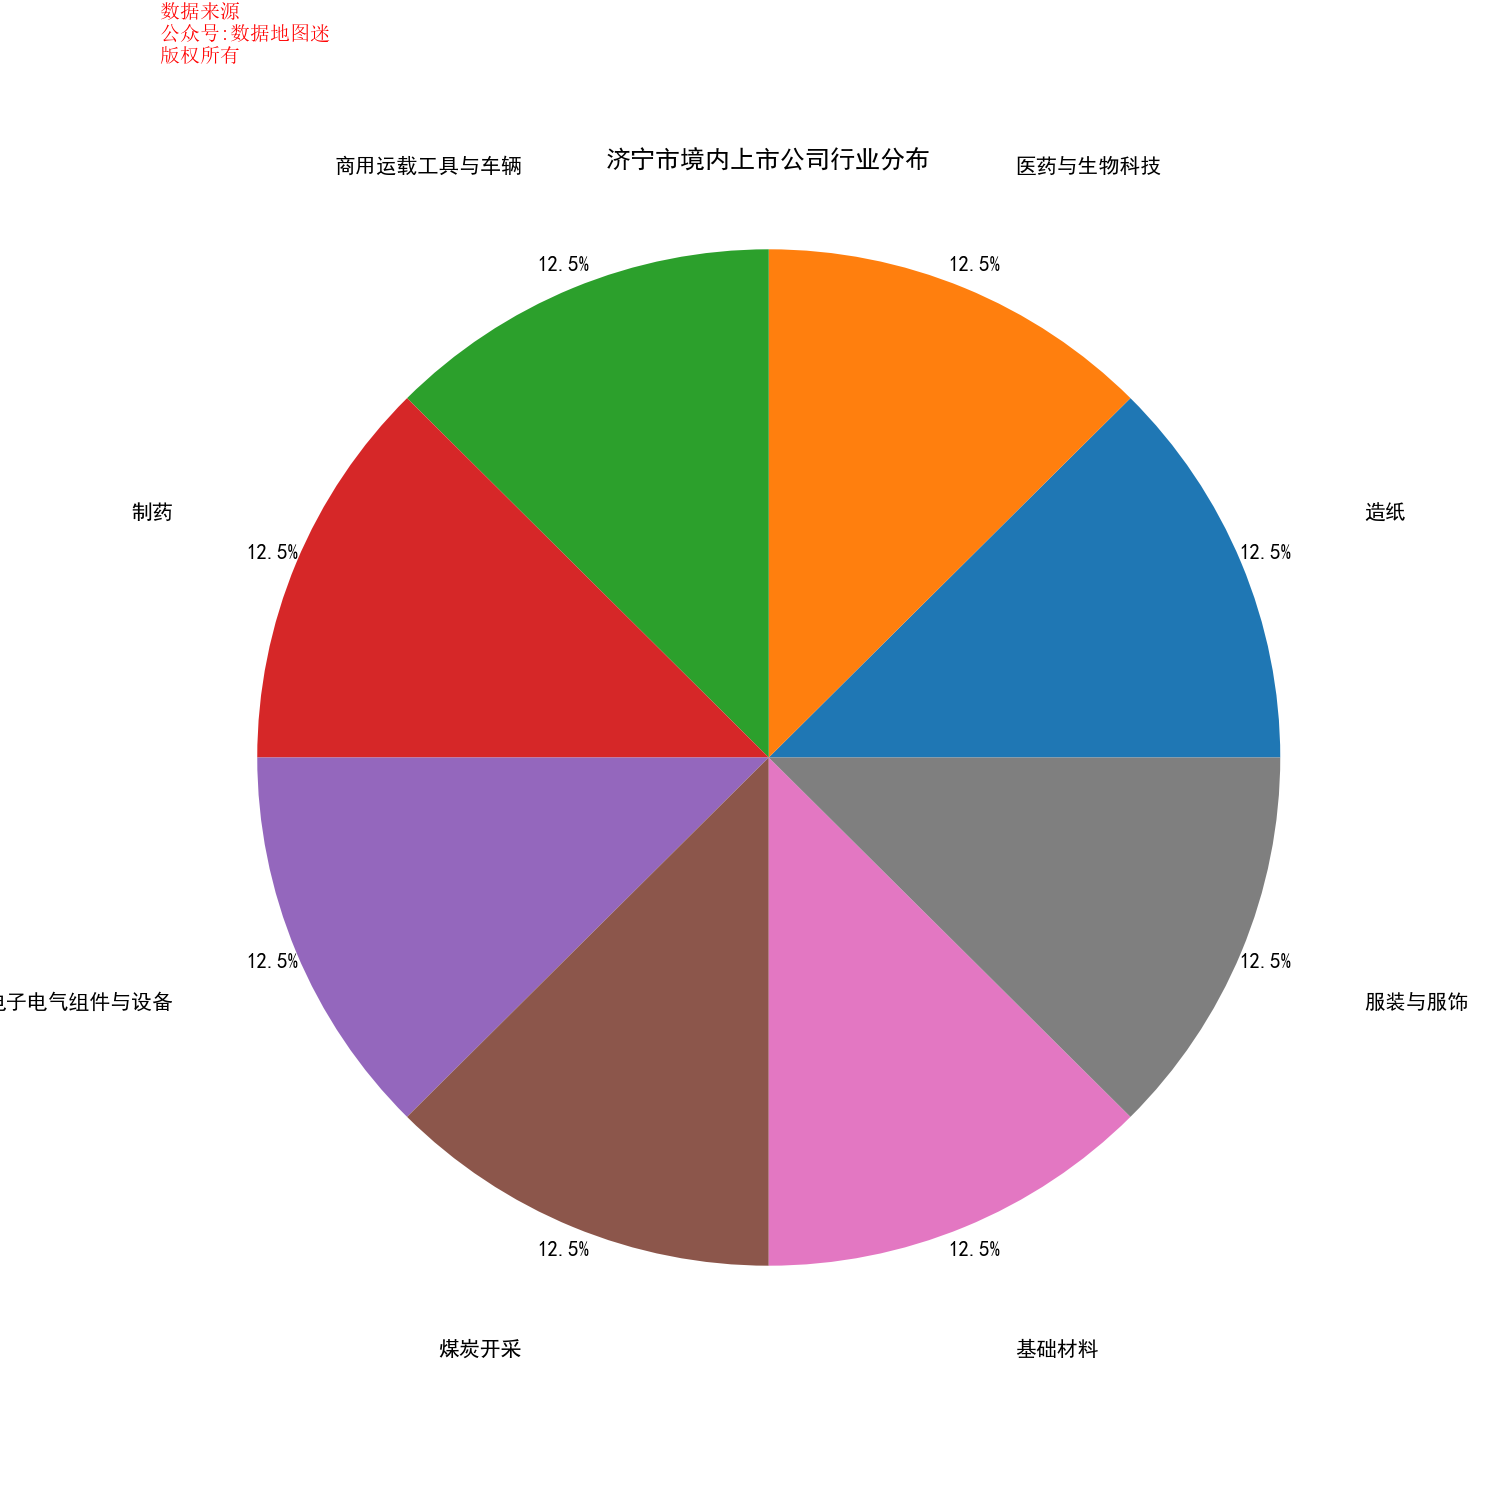 数据来源
公众号:数据地图迷
版权所有
济宁市境内上市公司行业分布
商用运载工具与车辆
医药与生物科技
12.5%
12.5%
制药
造纸
12.5%
12.5%
12.5%
12.5%
电子电气组件与设备
服装与服饰
12.5%
12.5%
煤炭开采
基础材料